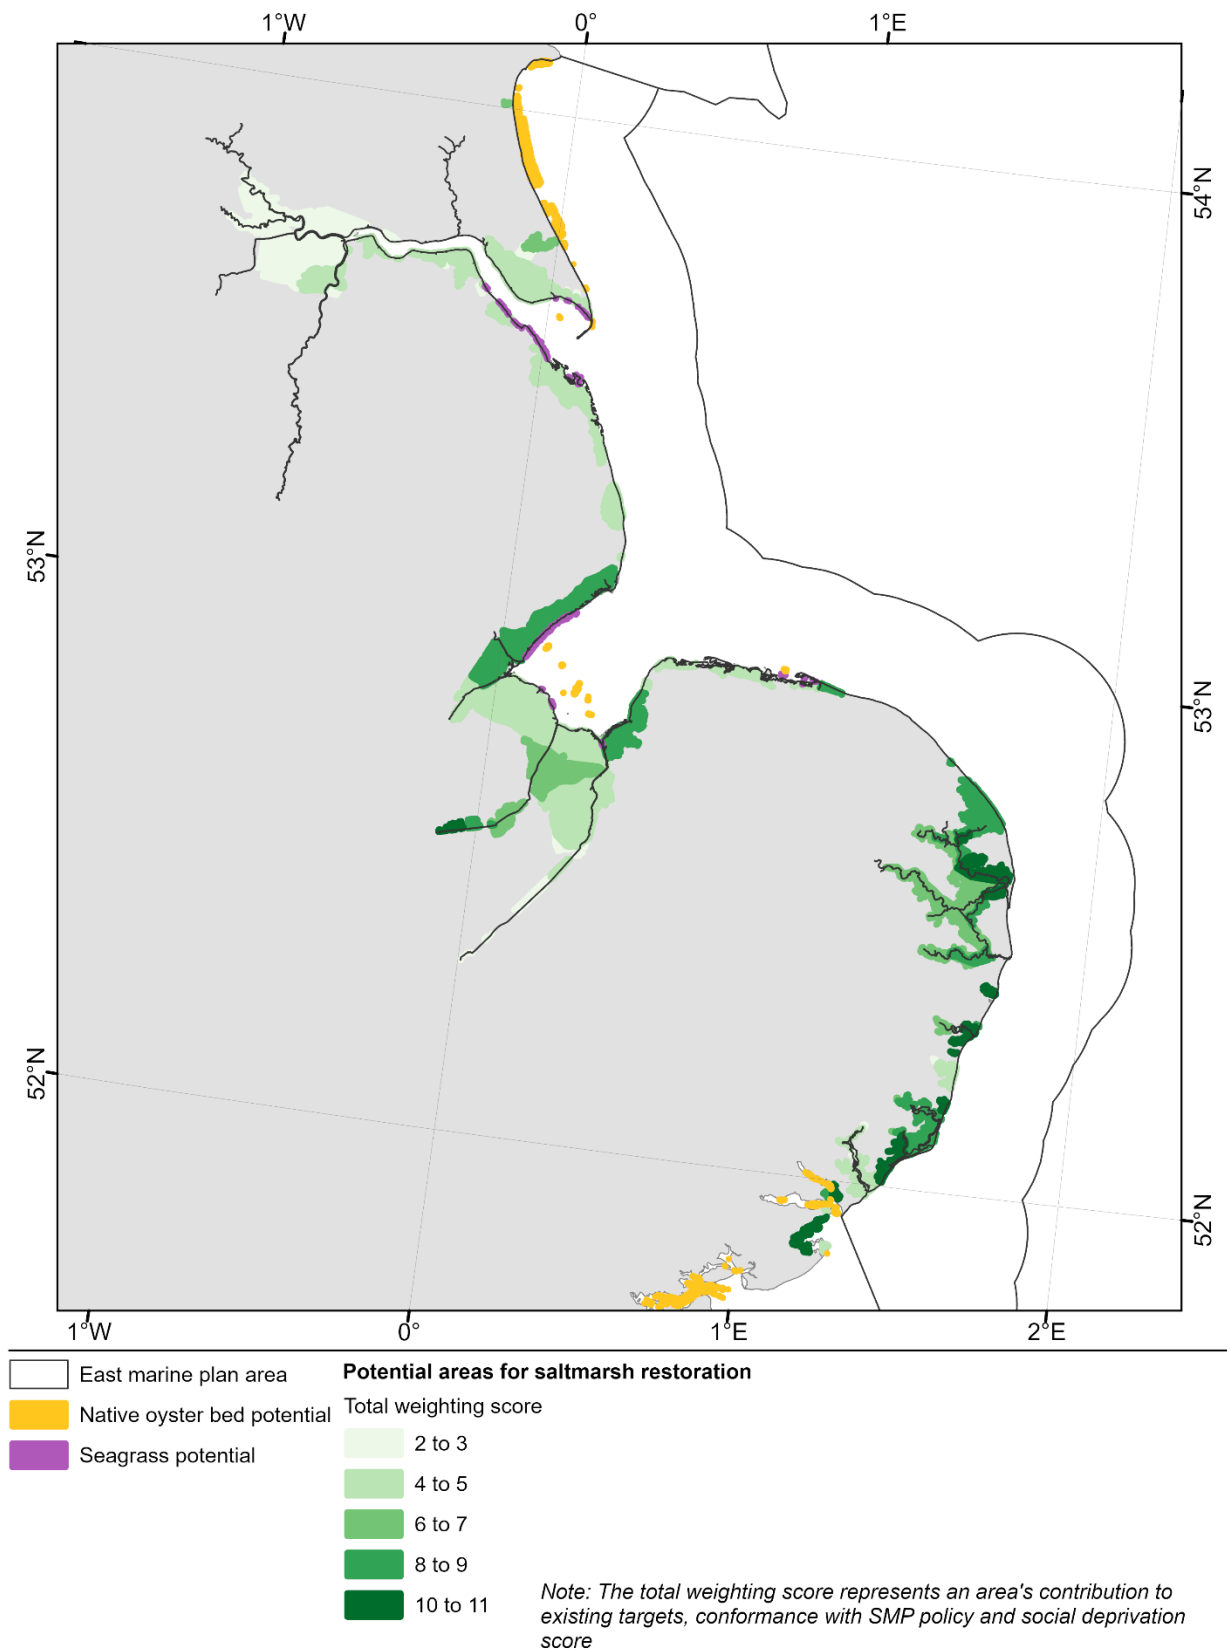 1°W 0° 1°E
54°N
53°N
53°N
52°N
52°N
1°W 0° 1°E 2°E
East marine plan area
Native oyster bed potential
Seagrass potential
Potential areas for saltmarsh restoration
Total weighting score
2 to 3
4 to 5
6 to 7
8 to 9
10 to 11
Note: The total weighting score represents an area's contribution to
existing targets, conformance with SMP policy and social deprivation
score